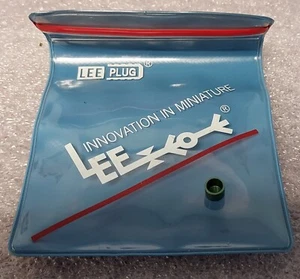 LEE PLUG®
INNOVATION IN MINIATURE
LEE ®